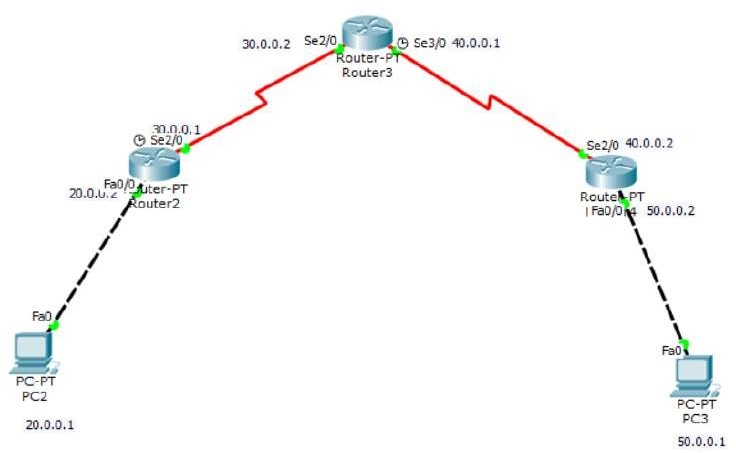 30.0.0.2
Se2/0
Se3/0
40.0.0.1
Router-PT
Router3
30.0.0.1
Se2/0
Fa0/0
20.0.0.2
Router2
Se2/0
40.0.0.2
Fa0/0
50.0.0.2
Fa0
PC-PT
PC2
20.0.0.1
Fa0
PC-PT
PC3
50.0.0.1